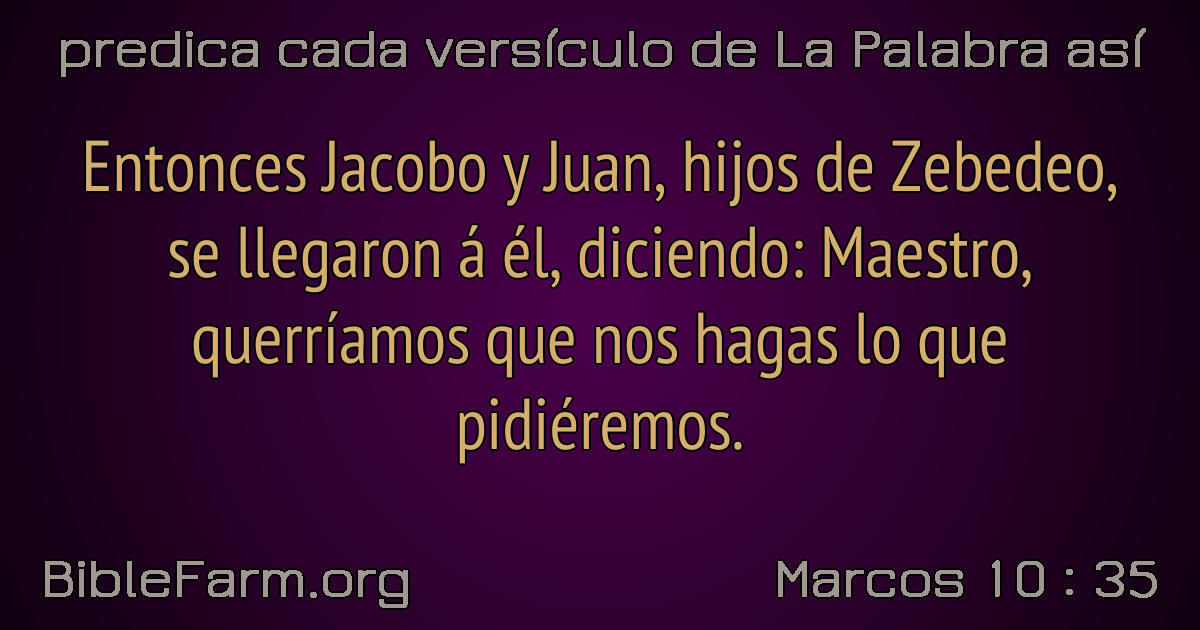 predica cada versículo de La Palabra así
Entonces Jacobo y Juan, hijos de Zebedeo,
se llegaron á él, diciendo: Maestro,
querríamos que nos hagas lo que
pidiéremos.
BibleFarm.org
Marcos 10 : 35